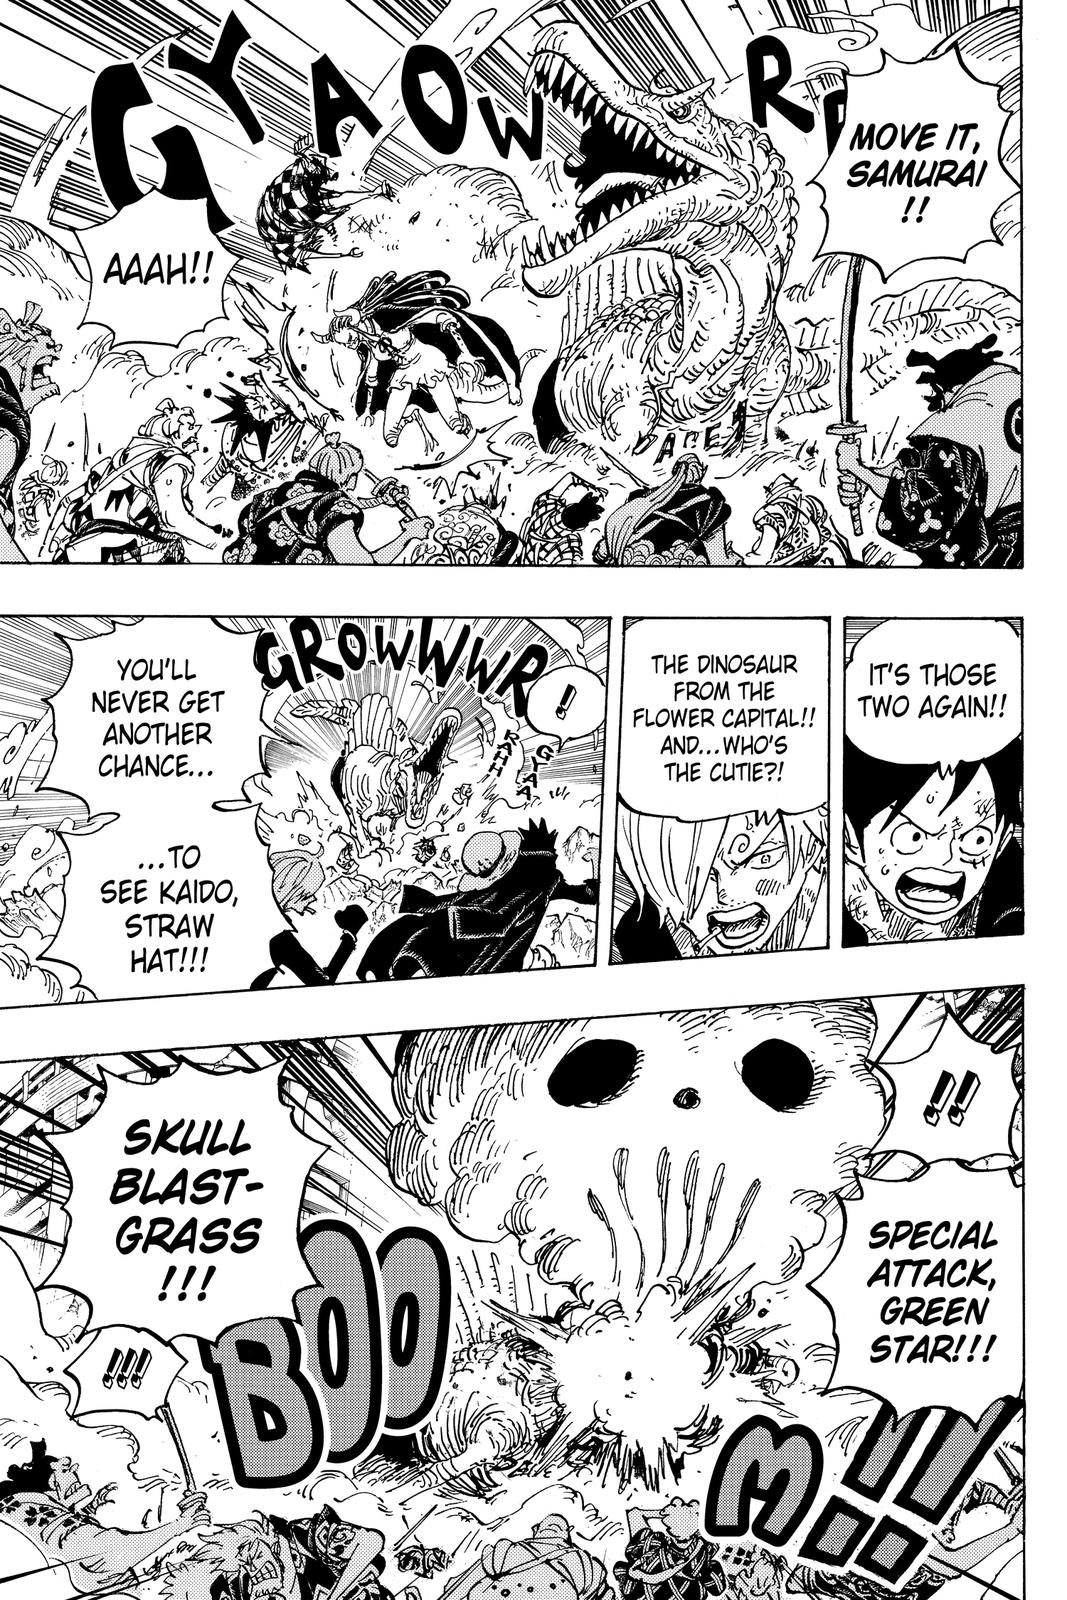 GYAOWR
MOVE IT,
SAMURAI
!!
AAAH!!
IT'S THOSE
TWO AGAIN!!
THE DINOSAUR
FROM THE
FLOWER CAPITAL!!
AND...WHO'S
THE CUTIE?!
GROWWWR
!
GYAA
RAHH
YOU'LL
NEVER GET
ANOTHER
CHANCE...
...TO
SEE KAIDO,
STRAW
HAT!!!
!!
SPECIAL
ATTACK,
GREEN
STAR!!!
SKULL
BLAST-
GRASS
!!!
!!!
BOOM!!